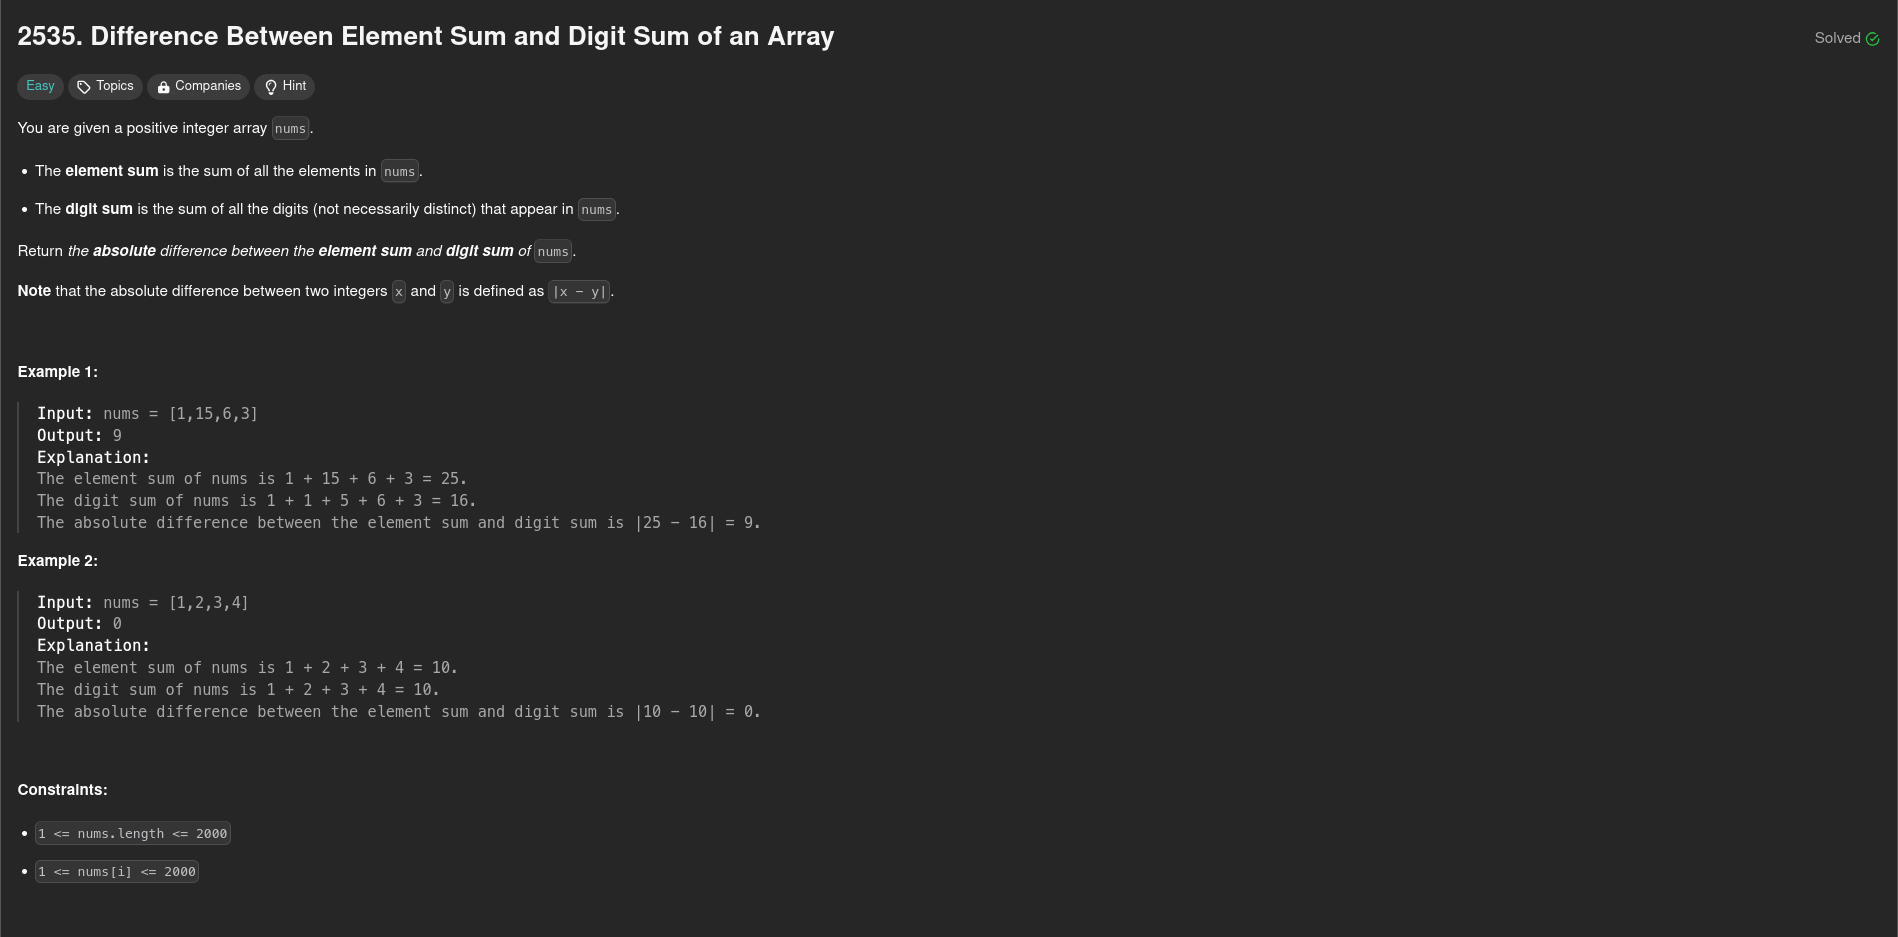 2535. Difference Between Element Sum and Digit Sum of an Array
Solved
Easy Topics Companies Hint
You are given a positive integer array nums.
• The element sum is the sum of all the elements in nums.
• The digit sum is the sum of all the digits (not necessarily distinct) that appear in nums.
Return the absolute difference between the element sum and digit sum of nums.
Note that the absolute difference between two integers x and y is defined as |x - y|.
Example 1:
Input: nums = [1,15,6,3]
Output: 9
Explanation:
The element sum of nums is 1 + 15 + 6 + 3 = 25.
The digit sum of nums is 1 + 1 + 5 + 6 + 3 = 16.
The absolute difference between the element sum and digit sum is |25 - 16| = 9.
Example 2:
Input: nums = [1,2,3,4]
Output: 0
Explanation:
The element sum of nums is 1 + 2 + 3 + 4 = 10.
The digit sum of nums is 1 + 2 + 3 + 4 = 10.
The absolute difference between the element sum and digit sum is |10 - 10| = 0.
Constraints:
• 1 <= nums.length <= 2000
• 1 <= nums[i] <= 2000